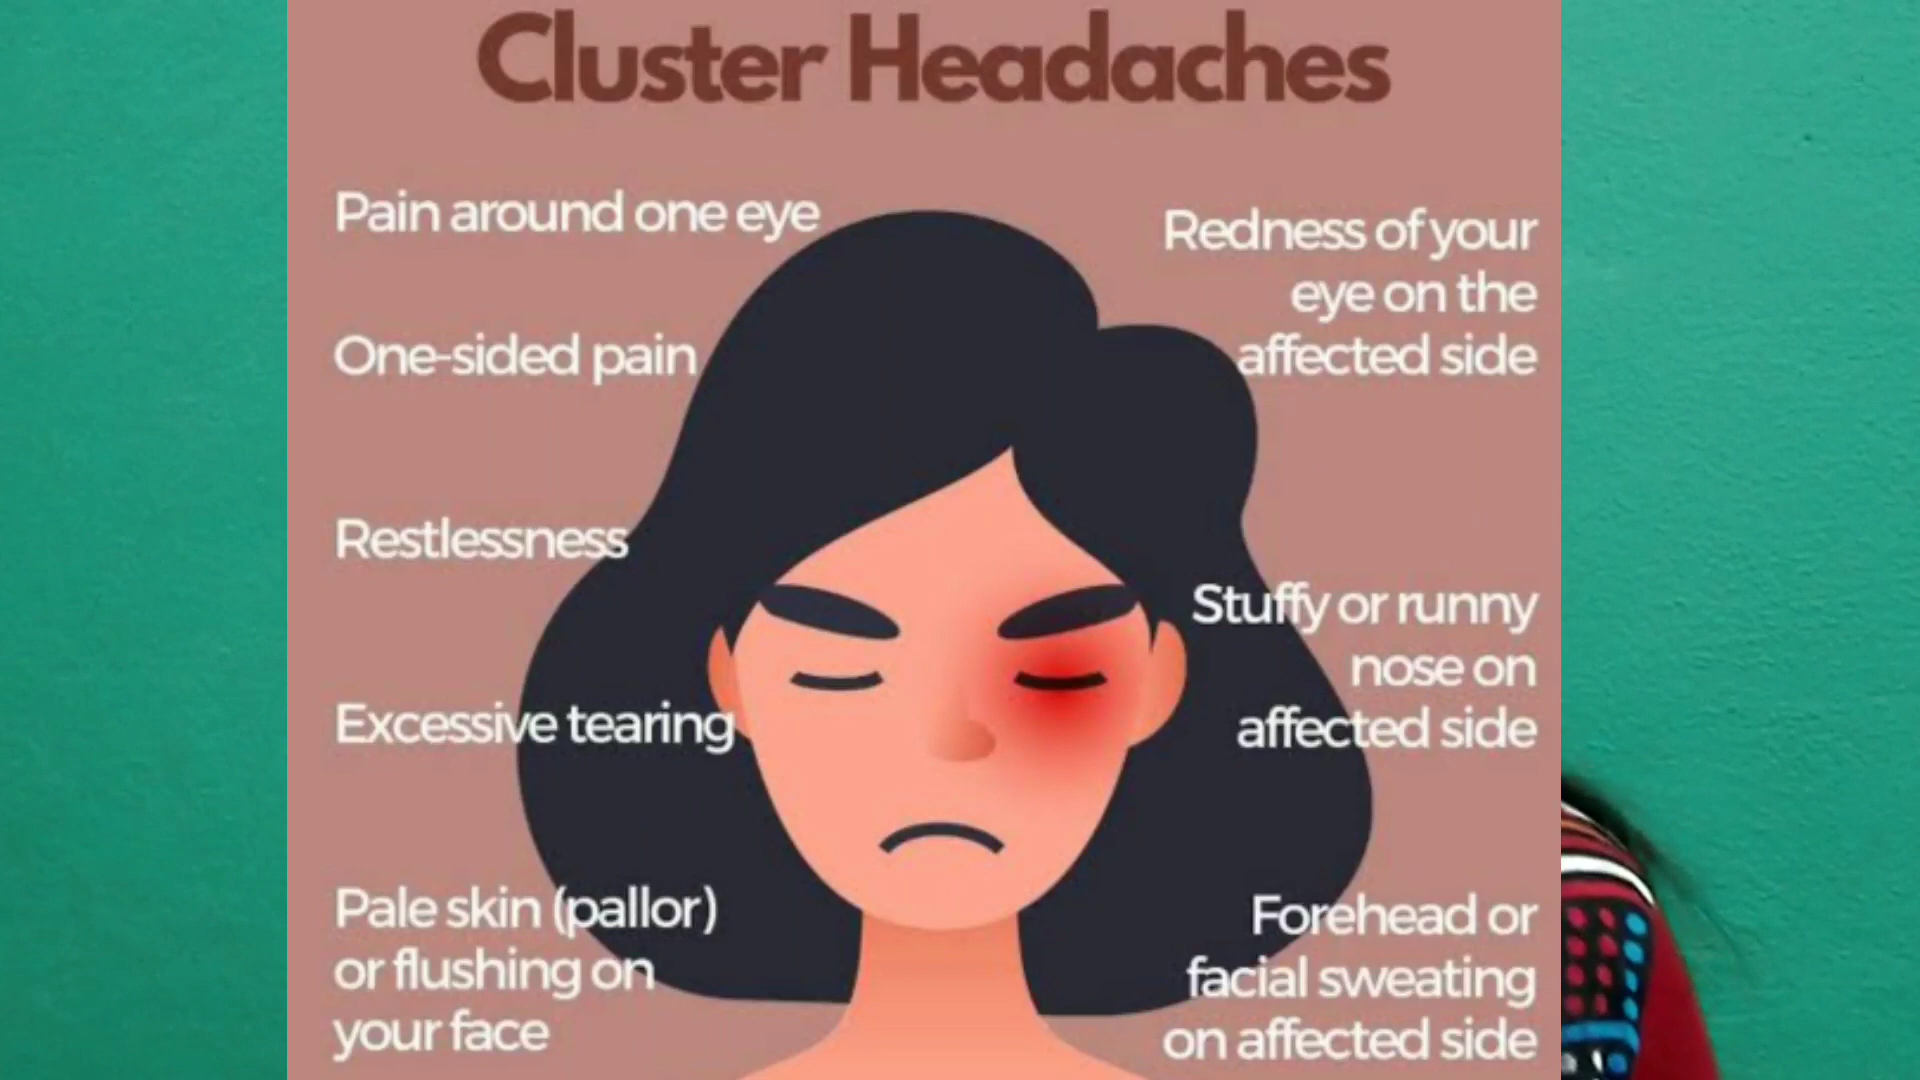 Cluster Headaches
Pain around one eye
One-sided pain
Restlessness
Excessive tearing
Pale skin (pallor)
or flushing on
your face
Redness of your
eye on the
affected side
Stuffy or runny
nose on
affected side
Forehead or
facial sweating
on affected side